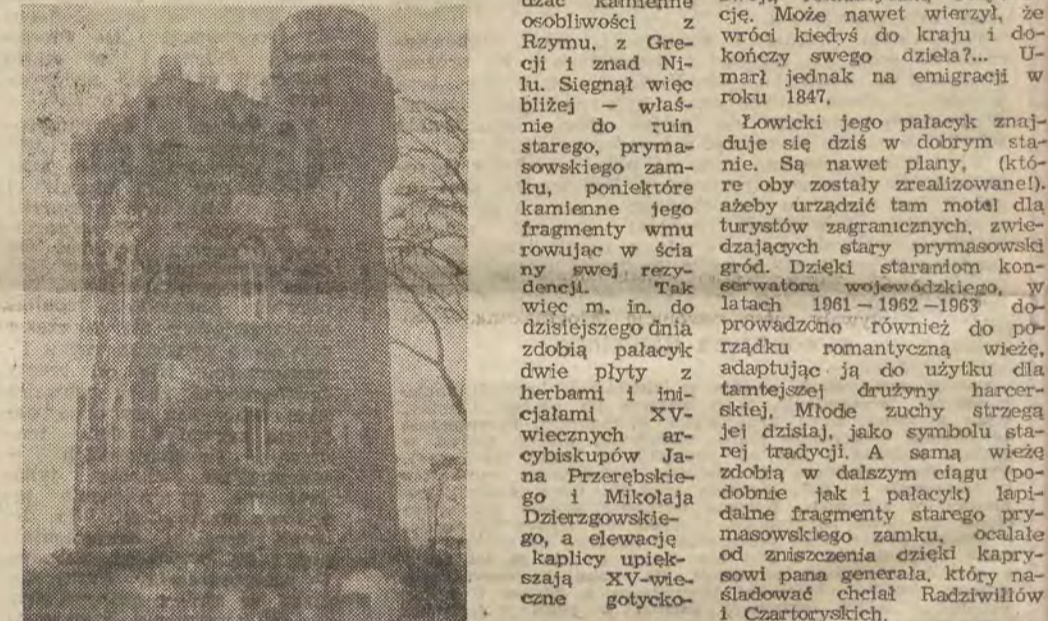 osobliwości z
Rzymu, z Gre-
cji i znad Ni-
lu. Sięgnął więc
bliżej — właś-
nie do ruin
starego, pryma-
sowskiego zam-
ku, poniektóre
kamienne jego
fragmenty wmu
rowując w ścia
ny swej rezy-
dencji. Tak
więc m. in. do
dzisiejszego dnia
zdobią pałacyk
dwie płyty z
herbami i ini-
cjałami XV-
wiecznych ar-
cybiskupów Ja-
na Przerębskie-
go i Mikołaja
Dzierzgowskie-
go, a elewację
kaplicy upięk-
szają XV-wie-
czne gotycko-
cję. Może nawet wierzył, że
wróci kiedyś do kraju i do-
kończy swego dzieła?... U-
marł jednak na emigracji w
roku 1847.
Łowicki jego pałacyk znaj-
duje się dziś w dobrym sta-
nie. Są nawet plany, (któ-
re oby zostały zrealizowane!).
ażeby urządzić tam motel dla
turystów zagranicznych, zwie-
dzających stary prymasowski
gród. Dzięki staraniom kon-
serwatora wojewódzkiego, w
latach 1961 — 1962 — 1963 do-
prowadzono również do po-
rządku romantyczną wieżę,
adaptując ją do użytku dla
tamtejszej drużyny harcer-
skiej. Młode zuchy strzegą
jej dzisiaj, jako symbolu sta-
rej tradycji. A samą wieżę
zdobią w dalszym ciągu (po-
dobnie jak i pałacyk) lapi-
dalne fragmenty starego pry-
masowskiego zamku, ocalałe
od zniszczenia dzięki kapry-
sowi pana generała, który na-
śladować chciał Radziwiłłów
i Czartoryskich.